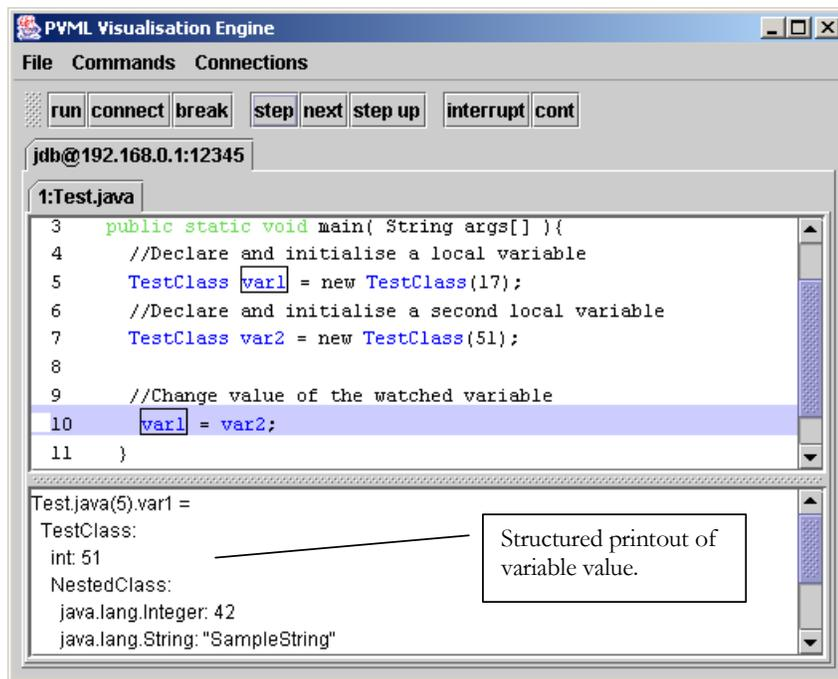 PVML Visualisation Engine
File Commands Connections
run connect break step next step up interrupt cont
jdb@192.168.0.1:12345
1:Test.java
3 public static void main( String args[] ){
4 //Declare and initialise a local variable
5 TestClass var1 = new TestClass(17);
6 //Declare and initialise a second local variable
7 TestClass var2 = new TestClass(51);
8
9 //Change value of the watched variable
10 var1 = var2;
11 }
Test.java(5).var1 =
TestClass:
int: 51
NestedClass:
java.lang.Integer: 42
java.lang.String: "SampleString"
Structured printout of
variable value.